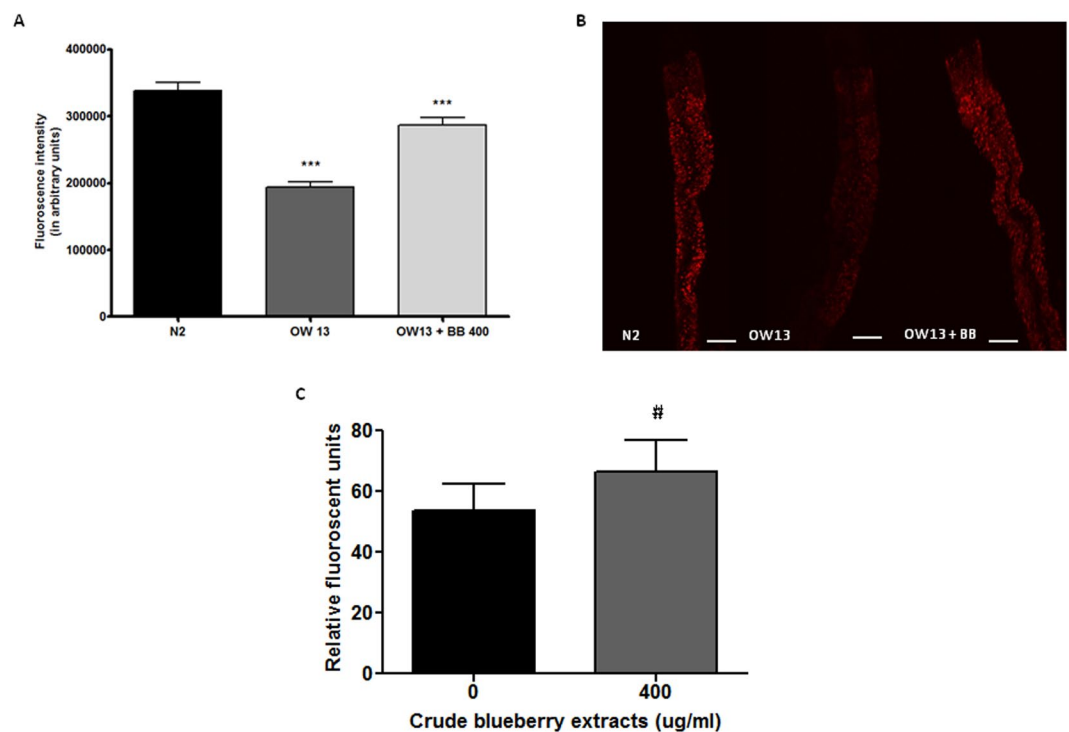 A
400000
300000
200000
100000
0
Fluoroscence intensity
(in arbitrary units)
***
***
N2
OW 13
OW13 + BB 400
B
N2
OW13
OW13 + BB
C
#
80
60
40
20
0
Relative fluoroscent units
0
400
Crude blueberry extracts (ug/ml)